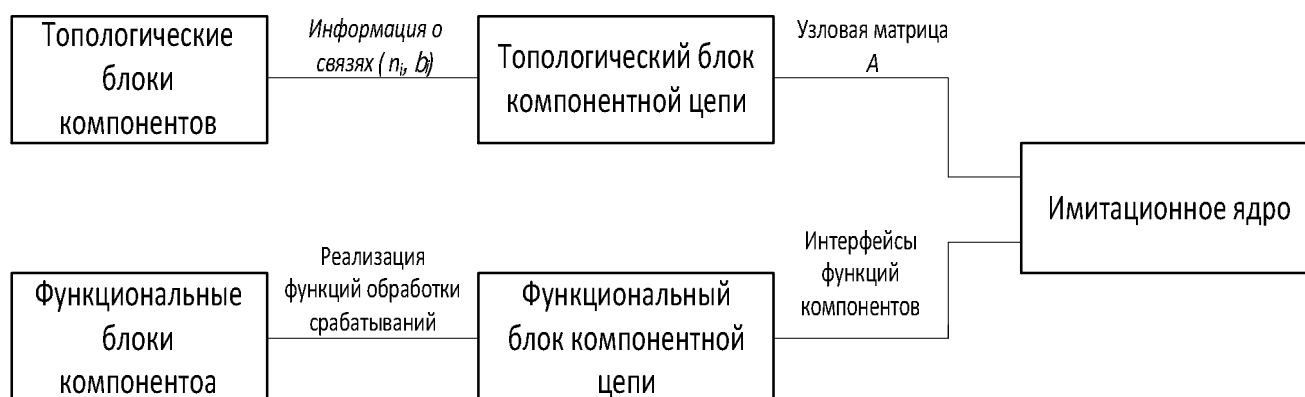 Топологические
блоки
компонентов
Информация о
связях ( nᵢ, bⱼ)
Топологический блок
компонентной цепи
Узловая матрица
A
Имитационное ядро
Функциональные
блоки
компонентоа
Реализация
функций обработки
срабатываний
Функциональный
блок компонентной
цепи
Интерфейсы
функций
компонентов